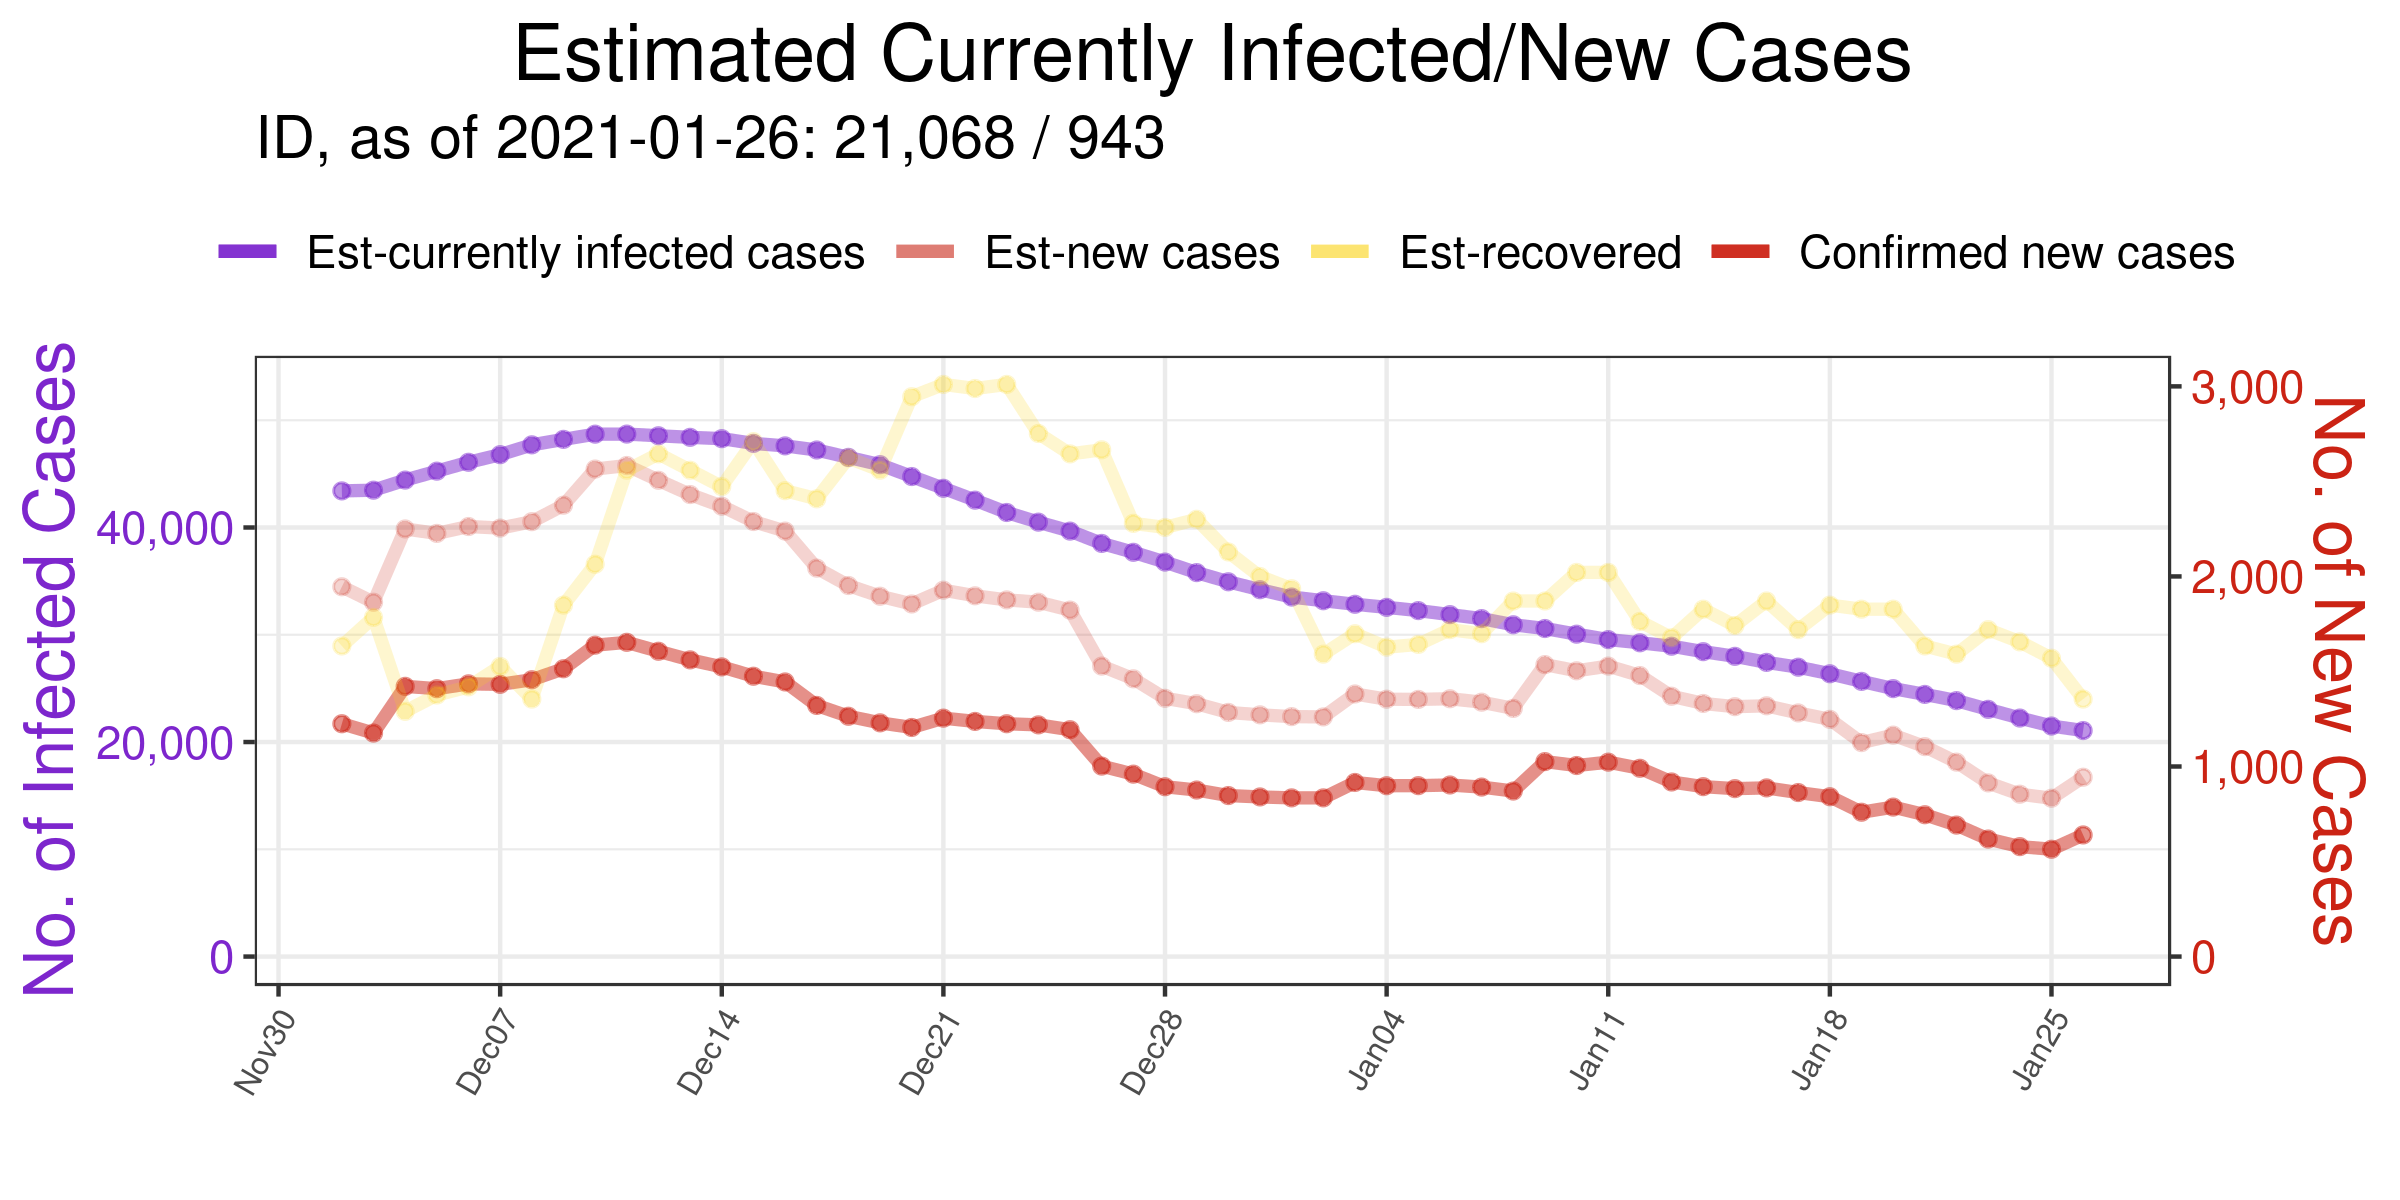 Estimated Currently Infected/New Cases
ID, as of 2021-01-26: 21,068 / 943
Est-currently infected cases Est-new cases Est-recovered Confirmed new cases
No. of Infected Cases
40,000
20,000
0
3,000
2,000
1,000
0
No. of New Cases
Nov30 Dec07 Dec14 Dec21 Dec28 Jan04 Jan11 Jan18 Jan25